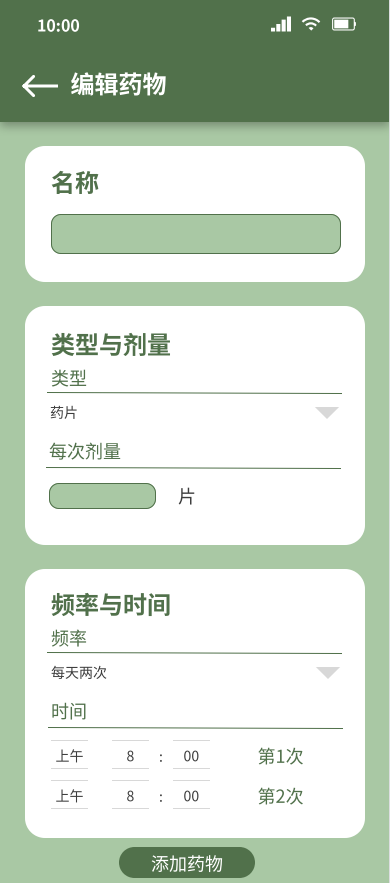 10:00
编辑药物
名称
类型与剂量
类型
药片
每次剂量
片
频率与时间
频率
每天两次
时间
上午 8 : 00 第1次
上午 8 : 00 第2次
添加药物